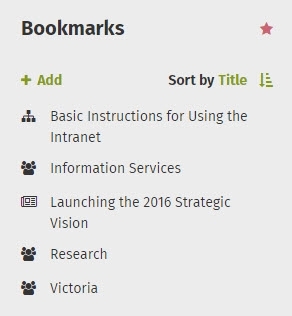 Bookmarks
+ Add Sort by Title
Basic Instructions for Using the
Intranet
Information Services
Launching the 2016 Strategic
Vision
Research
Victoria